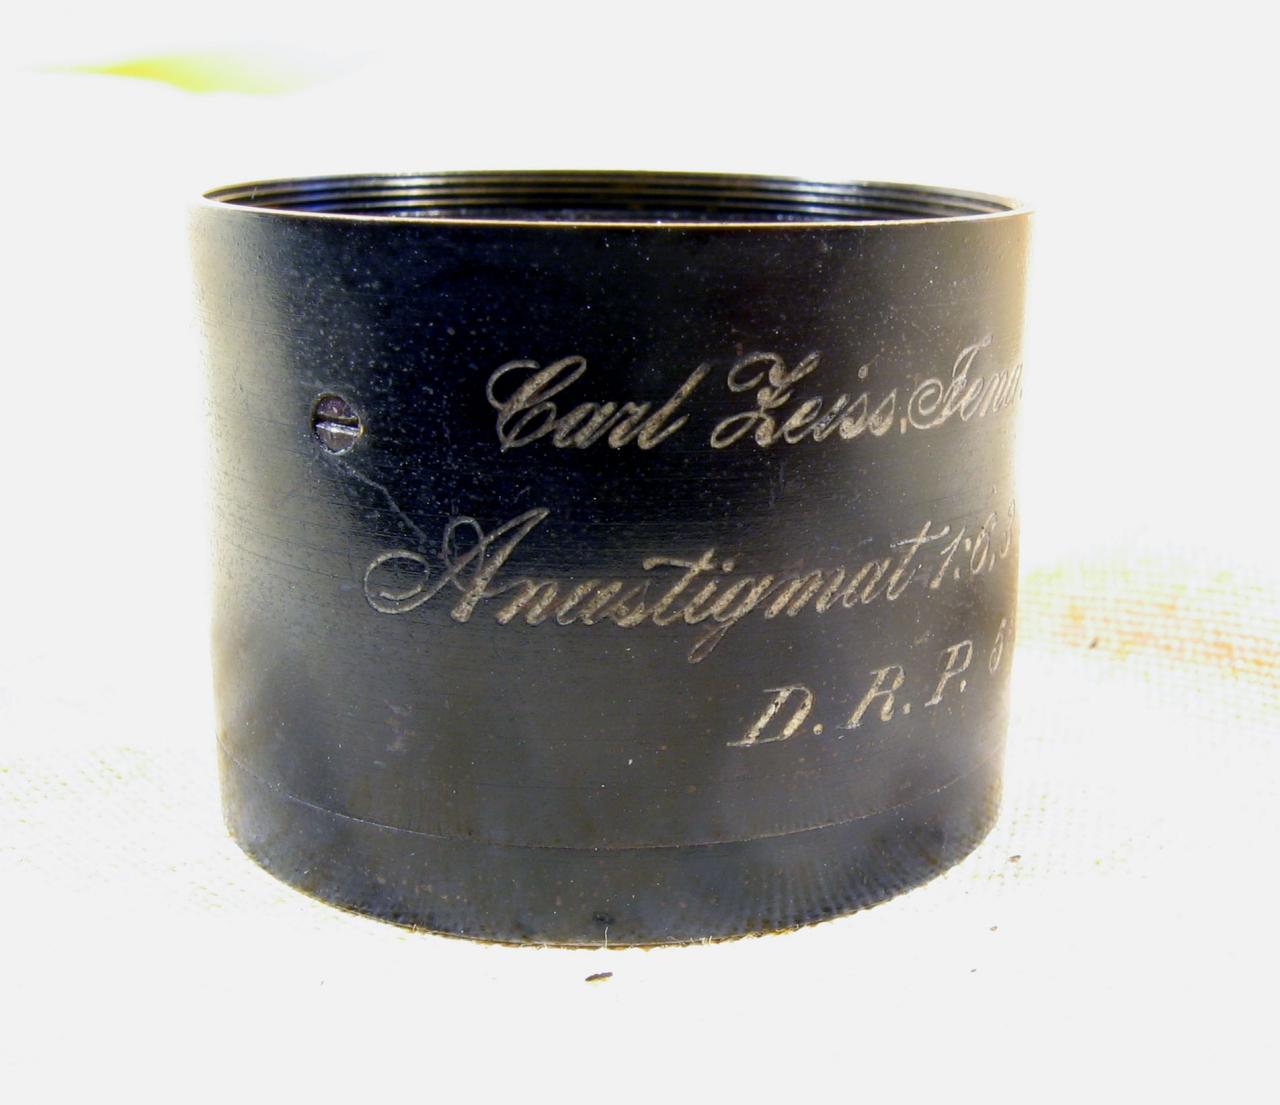 Carl Zeiss, Jena
Anastigmat 1:6,3
D. R. P.